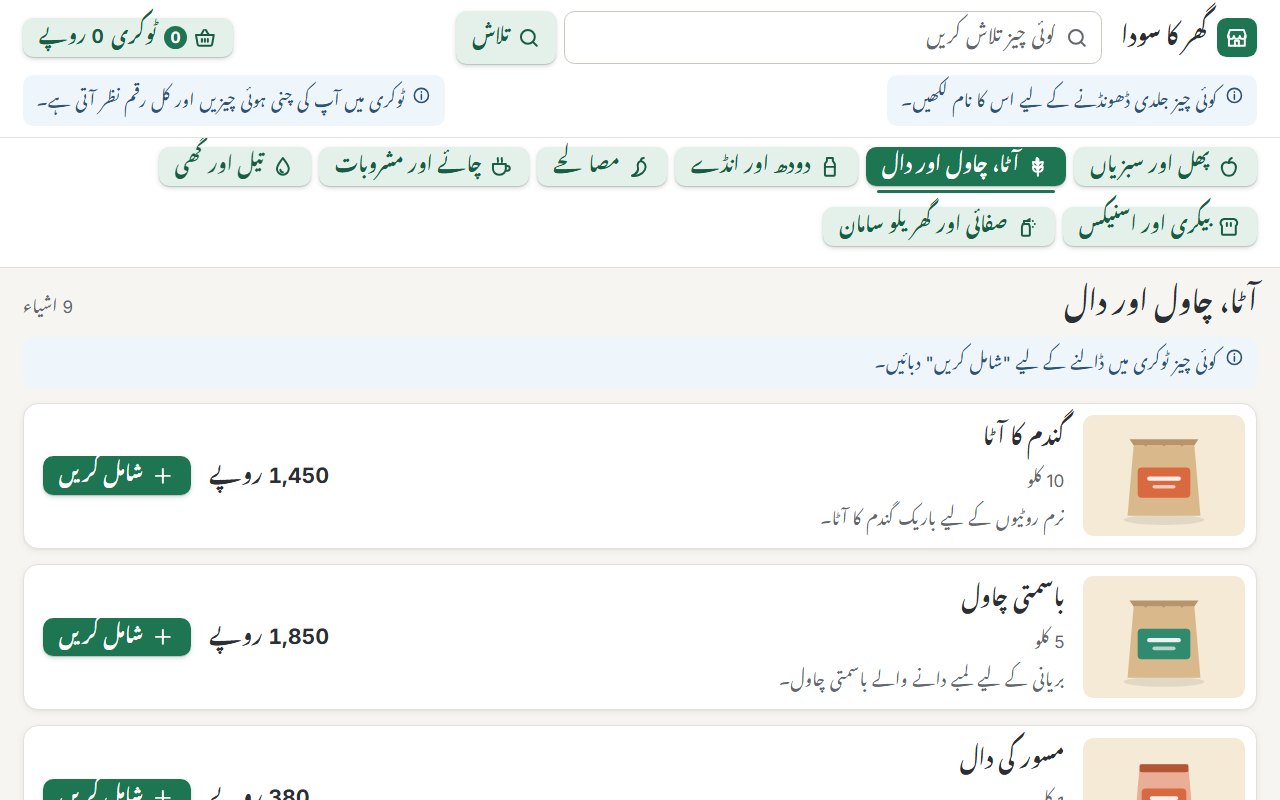 گھر کا سودا
کوئی چیز تلاش کریں
تلاش
0 ٹوکری 0 روپے
کوئی چیز جلدی ڈھونڈنے کے لیے اس کا نام لکھیں۔
ٹوکری میں آپ کی چنی ہوئی چیزیں اور کل رقم نظر آتی ہے۔
پھل اور سبزیاں
آٹا، چاول اور دال
دودھ اور انڈے
مصالحے
چائے اور مشروبات
تیل اور گھی
بیکری اور اسنیکس
صفائی اور گھریلو سامان
آٹا، چاول اور دال
9 اشیاء
کوئی چیز ٹوکری میں ڈالنے کے لیے "شامل کریں" دبائیں۔
گندم کا آٹا
10 کلو
نرم روٹیوں کے لیے باریک گندم کا آٹا۔
1,450 روپے
شامل کریں
باسمتی چاول
5 کلو
بریانی کے لیے لمبے دانے والے باسمتی چاول۔
1,850 روپے
شامل کریں
مسور کی دال
کلو
380 روپے
شامل کریں